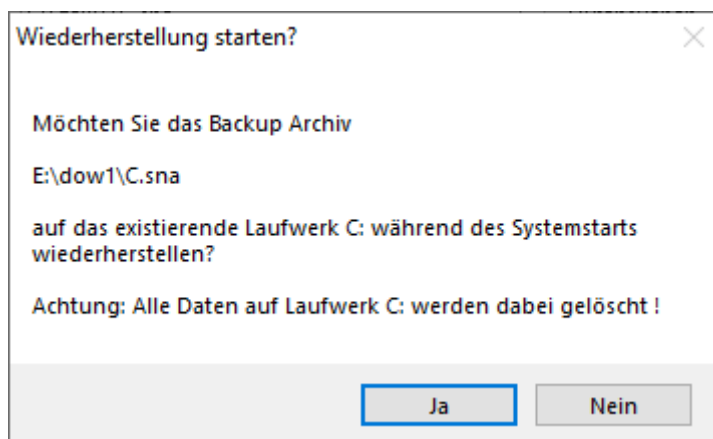 Wiederherstellung starten?
Möchten Sie das Backup Archiv
E:\dow1\C.sna
auf das existierende Laufwerk C: während des Systemstarts
wiederherstellen?
Achtung: Alle Daten auf Laufwerk C: werden dabei gelöscht !
Ja
Nein